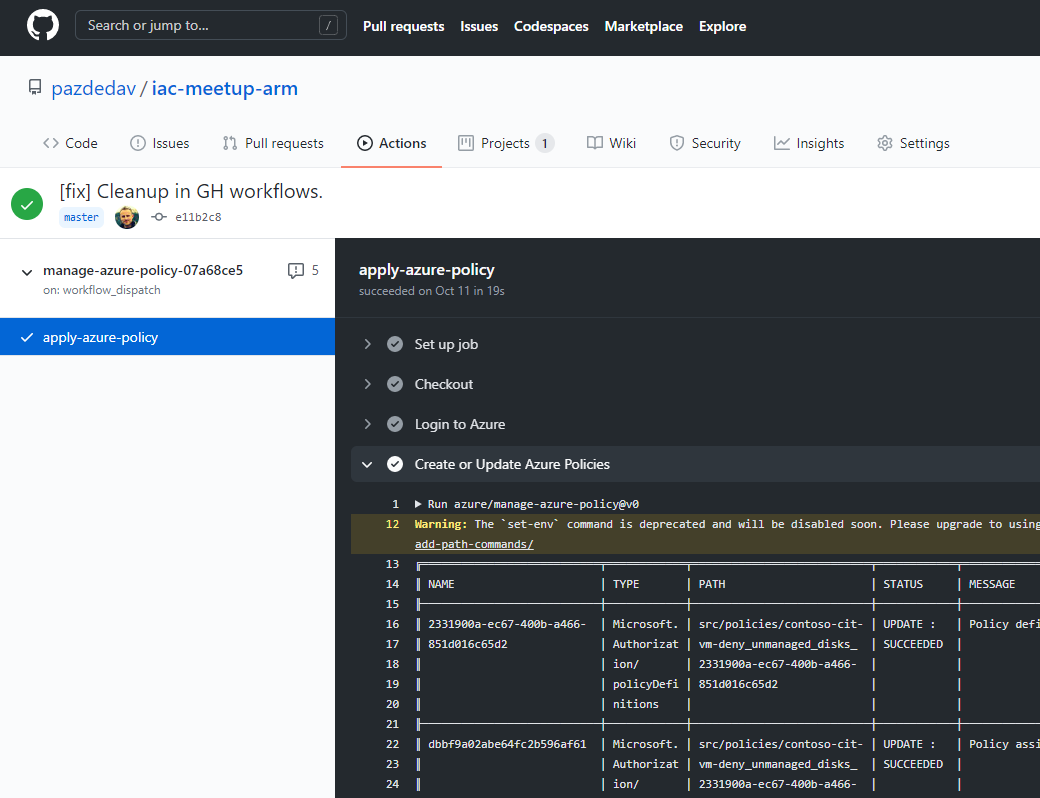 Search or jump to... /
Pull requests Issues Codespaces Marketplace Explore
pazdedav / iac-meetup-arm
Code Issues Pull requests Actions Projects 1 Wiki Security Insights Settings
[fix] Cleanup in GH workflows.
master e11b2c8
manage-azure-policy-07a68ce5 5
on: workflow_dispatch
apply-azure-policy
apply-azure-policy
succeeded on Oct 11 in 19s
Set up job
Checkout
Login to Azure
Create or Update Azure Policies
1 Run azure/manage-azure-policy@v0
12 Warning: The `set-env` command is deprecated and will be disabled soon. Please upgrade to using
add-path-commands/
13
14 NAME | TYPE | PATH | STATUS | MESSAGE
15
16 2331900a-ec67-400b-a466- | Microsoft. | src/policies/contoso-cit- | UPDATE : | Policy defi
17 851d016c65d2 | Authorizat | vm-deny_unmanaged_disks_ | SUCCEEDED |
18 | ion/ | 2331900a-ec67-400b-a466- | |
19 | policyDefi | 851d016c65d2 | |
20 | nitions | | |
21
22 dbbf9a02abe64fc2b596af61 | Microsoft. | src/policies/contoso-cit- | UPDATE : | Policy assi
23 | Authorizat | vm-deny_unmanaged_disks_ | SUCCEEDED |
24 | ion/ | 2331900a-ec67-400b-a466- | |